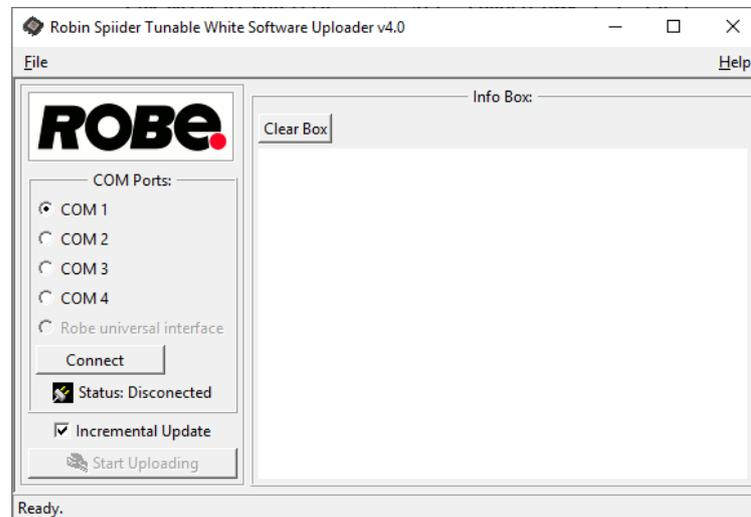 Robin Spiider Tunable White Software Uploader v4.0
File
Help
ROBE
COM Ports:
COM 1
COM 2
COM 3
COM 4
Robe universal interface
Connect
Status: Disconected
Incremental Update
Start Uploading
Info Box:
Clear Box
Ready.